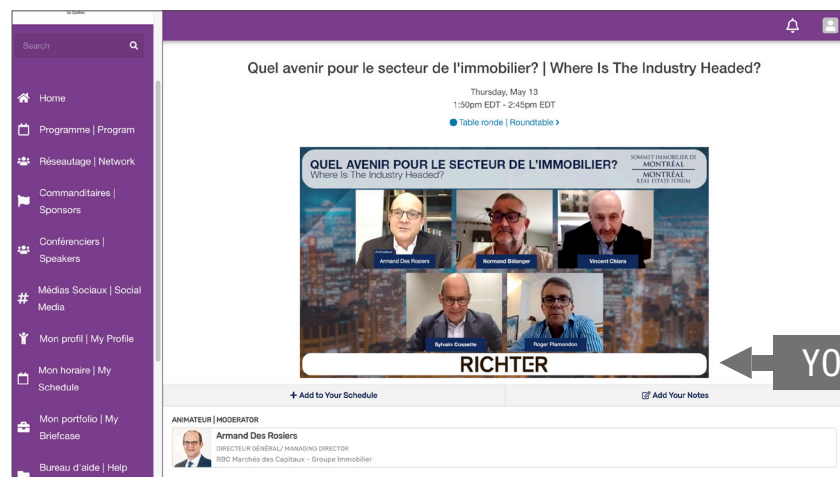 Search
Home
Programme | Program
Réseautage | Network
Commanditaires |
Sponsors
Conférenciers |
Speakers
Médias Sociaux | Social
Media
Mon profil | My Profile
Mon horaire | My
Schedule
Mon portfolio | My
Briefcase
Bureau d'aide | Help
Quel avenir pour le secteur de l'immobilier? | Where Is The Industry Headed?
Thursday, May 13
1:50pm EDT - 2:45pm EDT
Table ronde | Roundtable >
QUEL AVENIR POUR LE SECTEUR DE L'IMMOBILIER?
Where Is The Industry Headed?
SOMMET IMMOBILIER DE
MONTRÉAL
MONTRÉAL
REAL ESTATE FORUM
Animateur
Armand Des Rosiers
Normand Bélanger
Vincent Chiara
Sylvain Cossette
Roger Plamondon
RICHTER
YO
+ Add to Your Schedule
Add Your Notes
ANIMATEUR | MODERATOR
Armand Des Rosiers
DIRECTEUR GÉNÉRAL/ MANAGING DIRECTOR
RBC Marchés des Capitaux - Groupe Immobilier